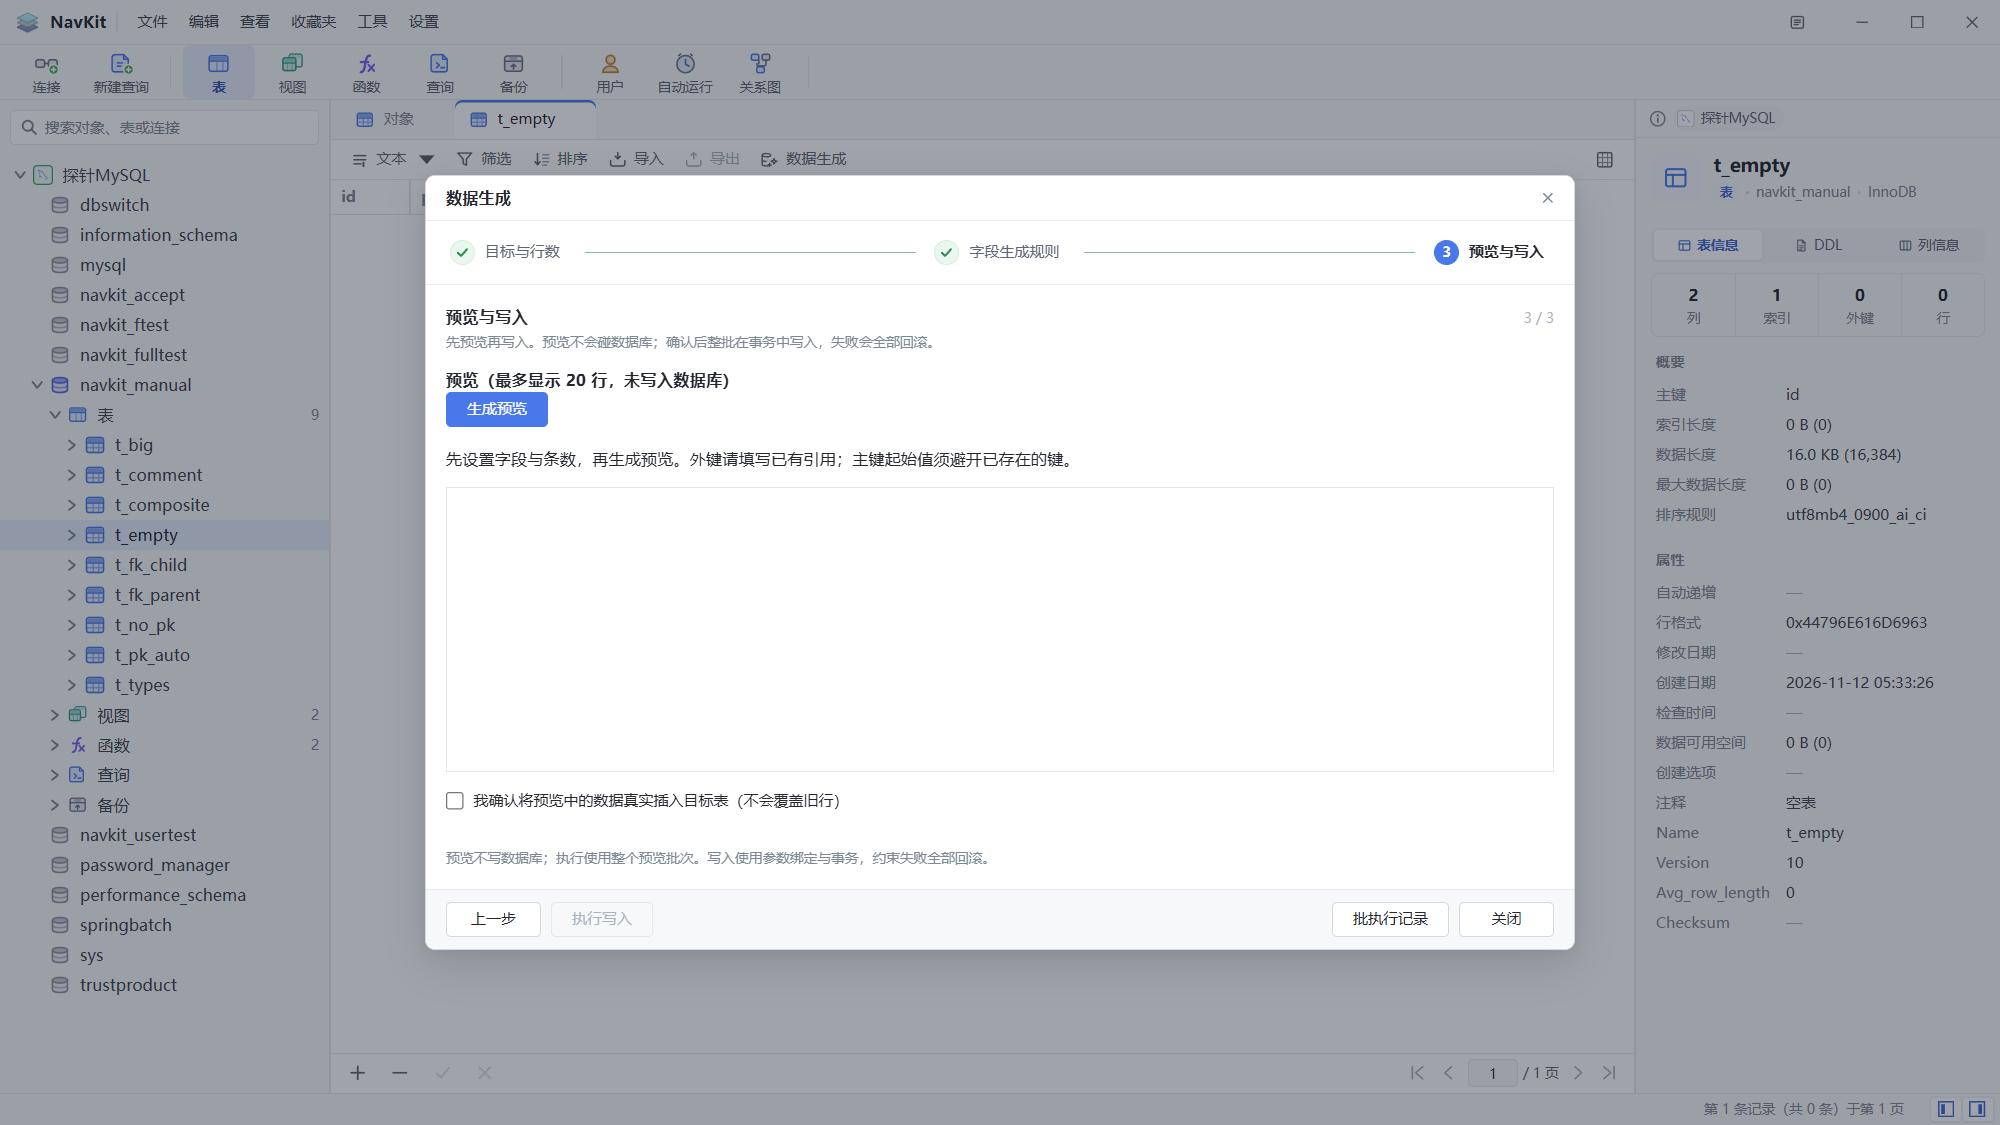 NavKit 文件 编辑 查看 收藏夹 工具 设置
连接 新建查询 表 视图 函数 查询 备份 用户 自动运行 关系图
搜索对象、表或连接
探针MySQL
dbswitch
information_schema
mysql
navkit_accept
navkit_ftest
navkit_fulltest
navkit_manual
表 9
t_big
t_comment
t_composite
t_empty
t_fk_child
t_fk_parent
t_no_pk
t_pk_auto
t_types
视图 2
函数 2
查询
备份
navkit_usertest
password_manager
performance_schema
springbatch
sys
trustproduct
对象 t_empty
文本 筛选 排序 导入 导出 数据生成
id
数据生成
目标与行数 字段生成规则 3 预览与写入
预览与写入 3 / 3
先预览再写入。预览不会碰数据库；确认后整批在事务中写入，失败会全部回滚。
预览（最多显示 20 行，未写入数据库）
生成预览
先设置字段与条数，再生成预览。外键请填写已有引用；主键起始值须避开已存在的键。
我确认将预览中的数据真实插入目标表（不会覆盖旧行）
预览不写数据库；执行使用整个预览批次。写入使用参数绑定与事务，约束失败全部回滚。
上一步 执行写入 批执行记录 关闭
1 / 1 页
探针MySQL
t_empty
表 · navkit_manual · InnoDB
表信息 DDL 列信息
2 1 0 0
列 索引 外键 行
概要
主键 id
索引长度 0 B (0)
数据长度 16.0 KB (16,384)
最大数据长度 0 B (0)
排序规则 utf8mb4_0900_ai_ci
属性
自动递增 —
行格式 0x44796E616D6963
修改日期 —
创建日期 2026-11-12 05:33:26
检查时间 —
数据可用空间 0 B (0)
创建选项 —
注释 空表
Name t_empty
Version 10
Avg_row_length 0
Checksum —
第 1 条记录（共 0 条）于第 1 页